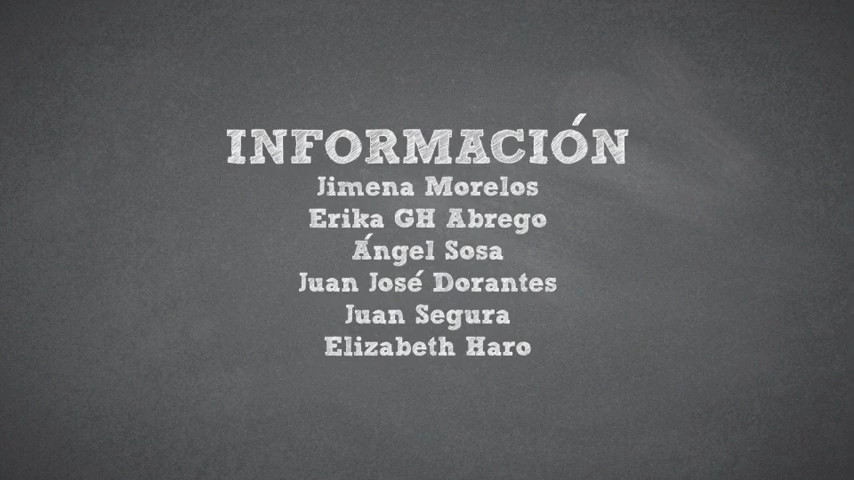 INFORMACIÓN
Jimena Morelos
Erika GH Abrego
Ángel Sosa
Juan José Dorantes
Juan Segura
Elizabeth Haro